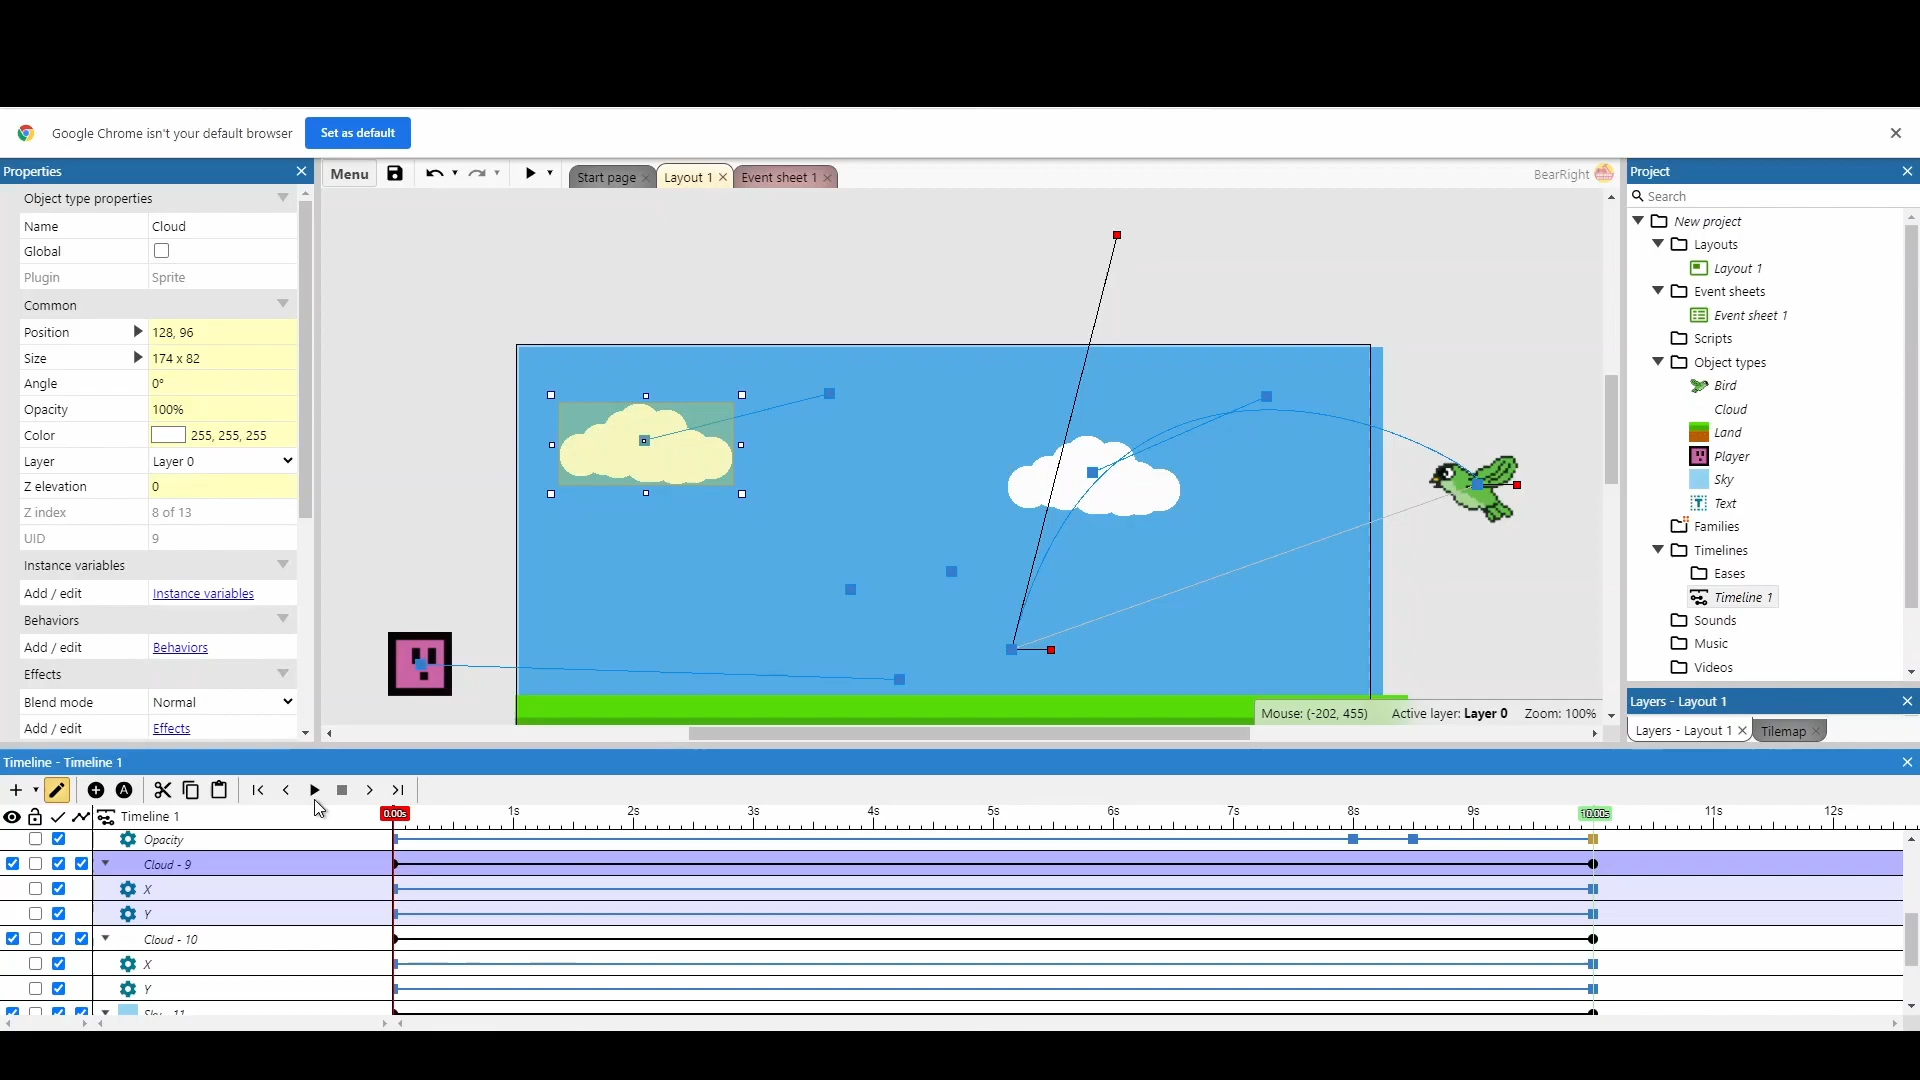 Google Chrome isn't your default browser
Set as default
Properties
Object type properties
Name Cloud
Global
Plugin Sprite
Common
Position 128, 96
Size 174 x 82
Angle 0°
Opacity 100%
Color 255, 255, 255
Layer Layer 0
Z elevation 0
Z index 8 of 13
UID 9
Instance variables
Add / edit Instance variables
Behaviors
Add / edit Behaviors
Effects
Blend mode Normal
Add / edit Effects
Menu
Start page
Layout 1
Event sheet 1
BearRight
Mouse: (-202, 455) Active layer: Layer 0 Zoom: 100%
Project
Search
New project
Layouts
Layout 1
Event sheets
Event sheet 1
Scripts
Object types
Bird
Cloud
Land
Player
Sky
Text
Families
Timelines
Eases
Timeline 1
Sounds
Music
Videos
Layers - Layout 1
Layers - Layout 1
Tilemap
Timeline - Timeline 1
Timeline 1
0.00s 1s 2s 3s 4s 5s 6s 7s 8s 9s 10.00s 11s 12s
Opacity
Cloud - 9
X
Y
Cloud - 10
X
Y